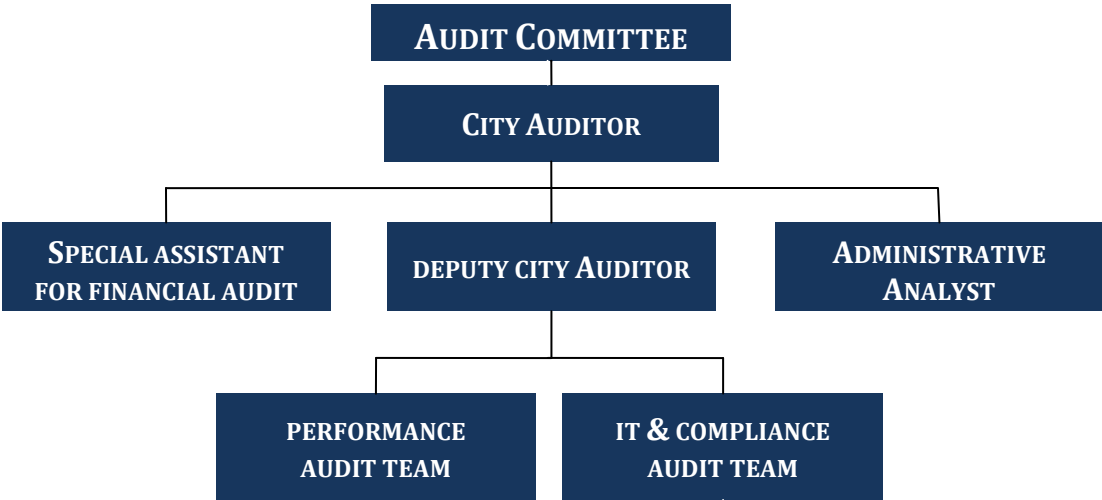 AUDIT COMMITTEE
CITY AUDITOR
SPECIAL ASSISTANT
FOR FINANCIAL AUDIT
DEPUTY CITY AUDITOR
ADMINISTRATIVE
ANALYST
PERFORMANCE
AUDIT TEAM
IT & COMPLIANCE
AUDIT TEAM